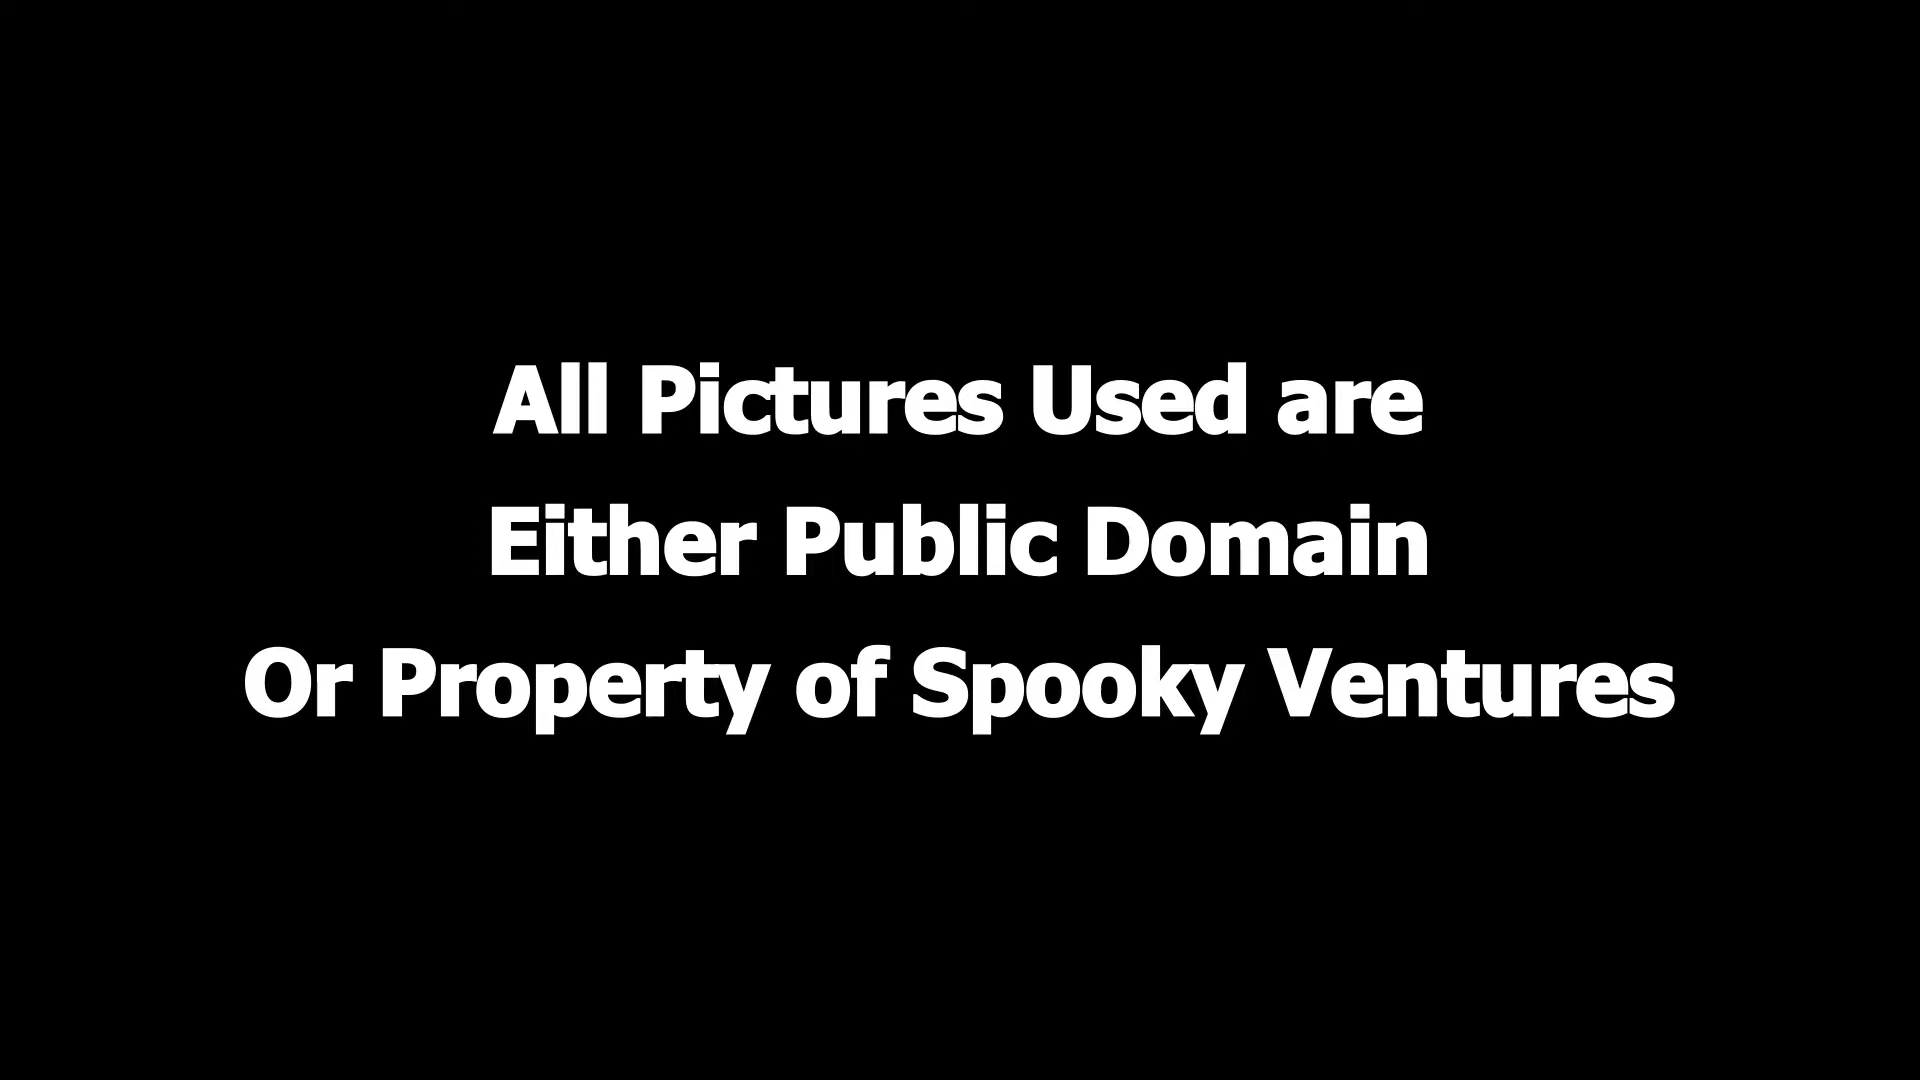 All Pictures Used are
Either Public Domain
Or Property of Spooky Ventures